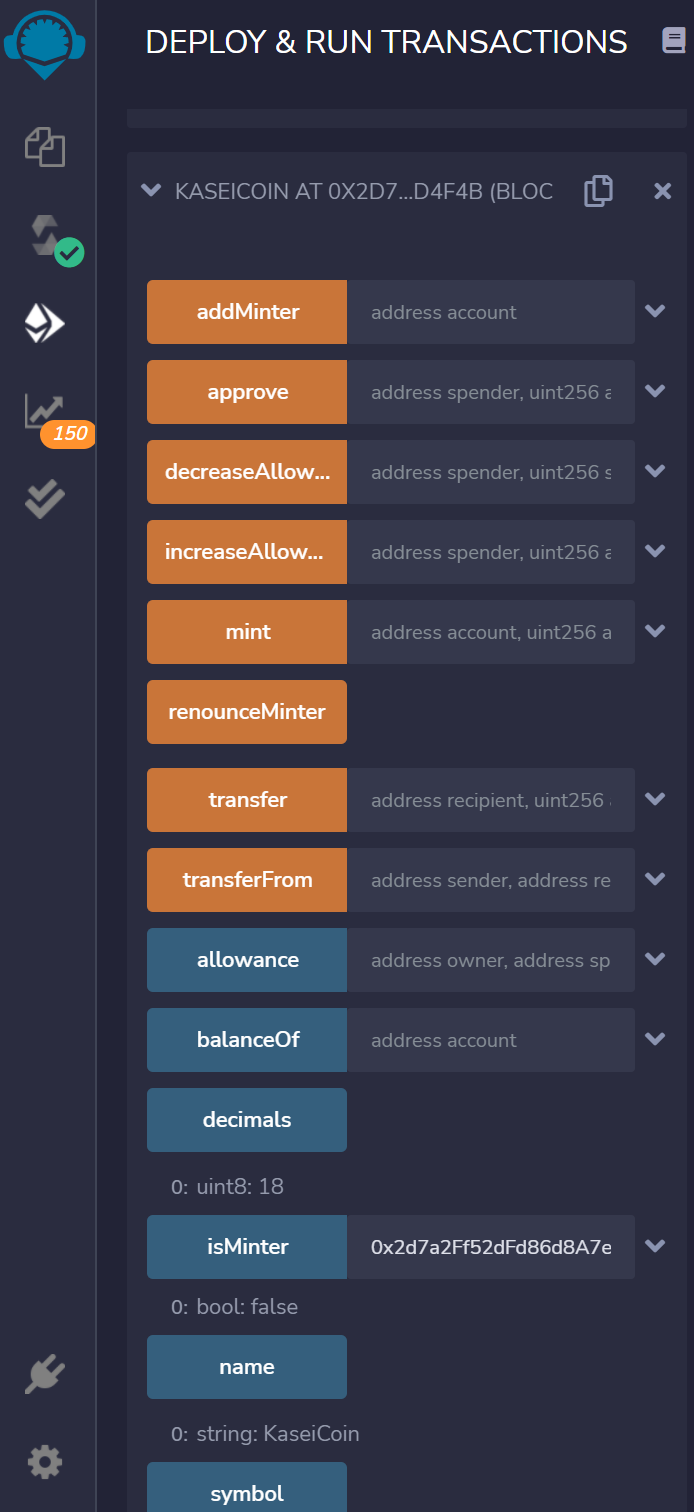 DEPLOY & RUN TRANSACTIONS
KASEICOIN AT 0X2D7...D4F4B (BLOC
addMinter address account
approve address spender, uint256 a
150
decreaseAllow... address spender, uint256 s
increaseAllow... address spender, uint256 a
mint address account, uint256 a
renounceMinter
transfer address recipient, uint256
transferFrom address sender, address re
allowance address owner, address sp
balanceOf address account
decimals
0: uint8: 18
isMinter 0x2d7a2Ff52dFd86d8A7e
0: bool: false
name
0: string: KaseiCoin
symbol